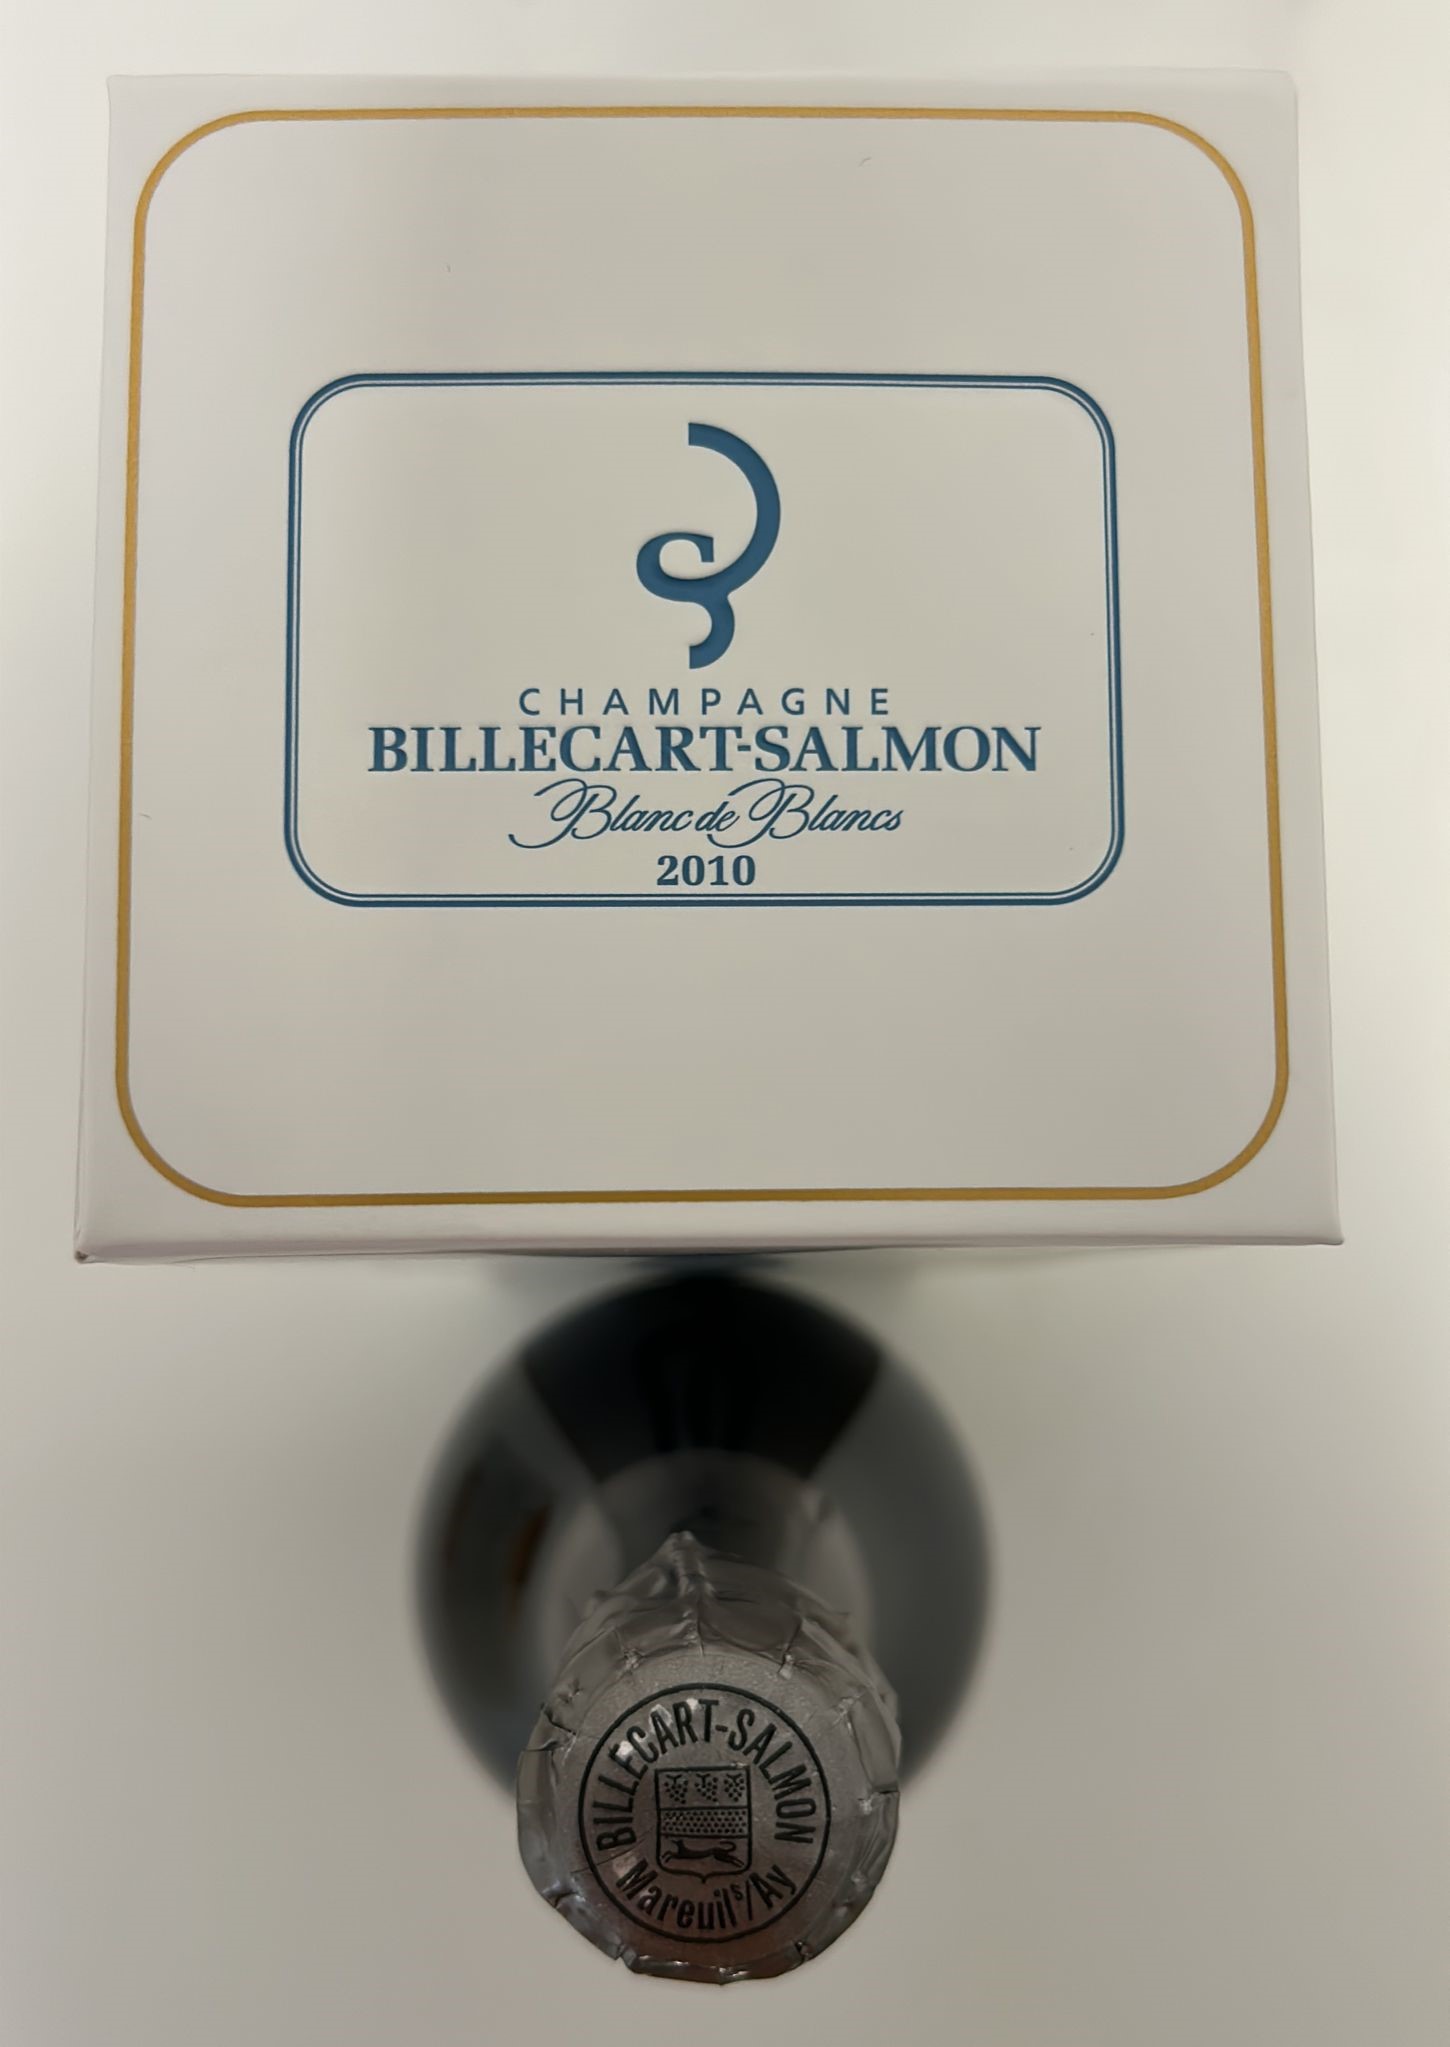 CHAMPAGNE
BILLECART-SALMON
Blanc de Blancs
2010
BILLECART-SALMON
Mareuil s/Ay